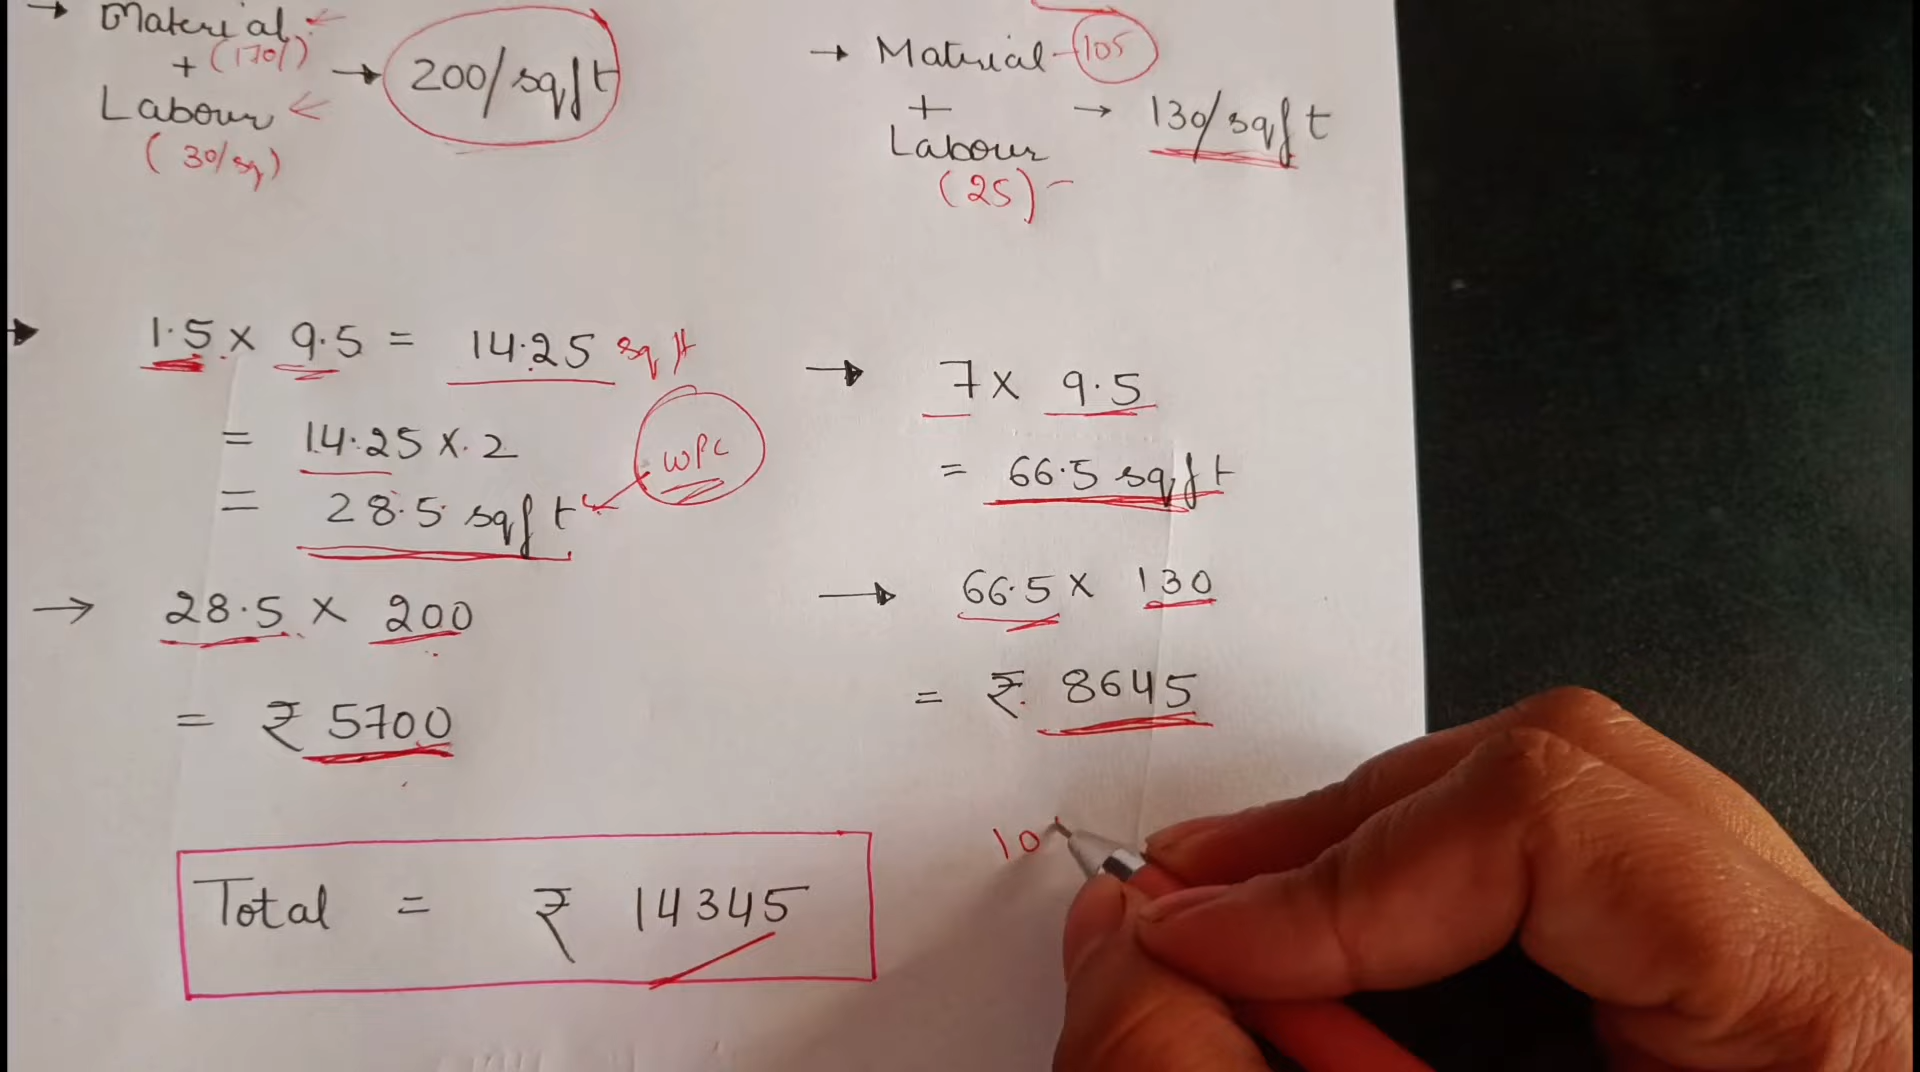 → Material ←
+ (170/)
→ 200/sqft
Labour ←
(30/sq)
→ Material - 105
+
→ 130/sqft
Labour
(25) -
→ 1.5 x 9.5 = 14.25 sqft
= 14.25 x 2
WPC
= 28.5 sqft
→ 28.5 x 200
= ₹ 5700
→ 7 x 9.5
= 66.5 sqft
→ 66.5 x 130
= ₹ 8645
10
Total = ₹ 14345